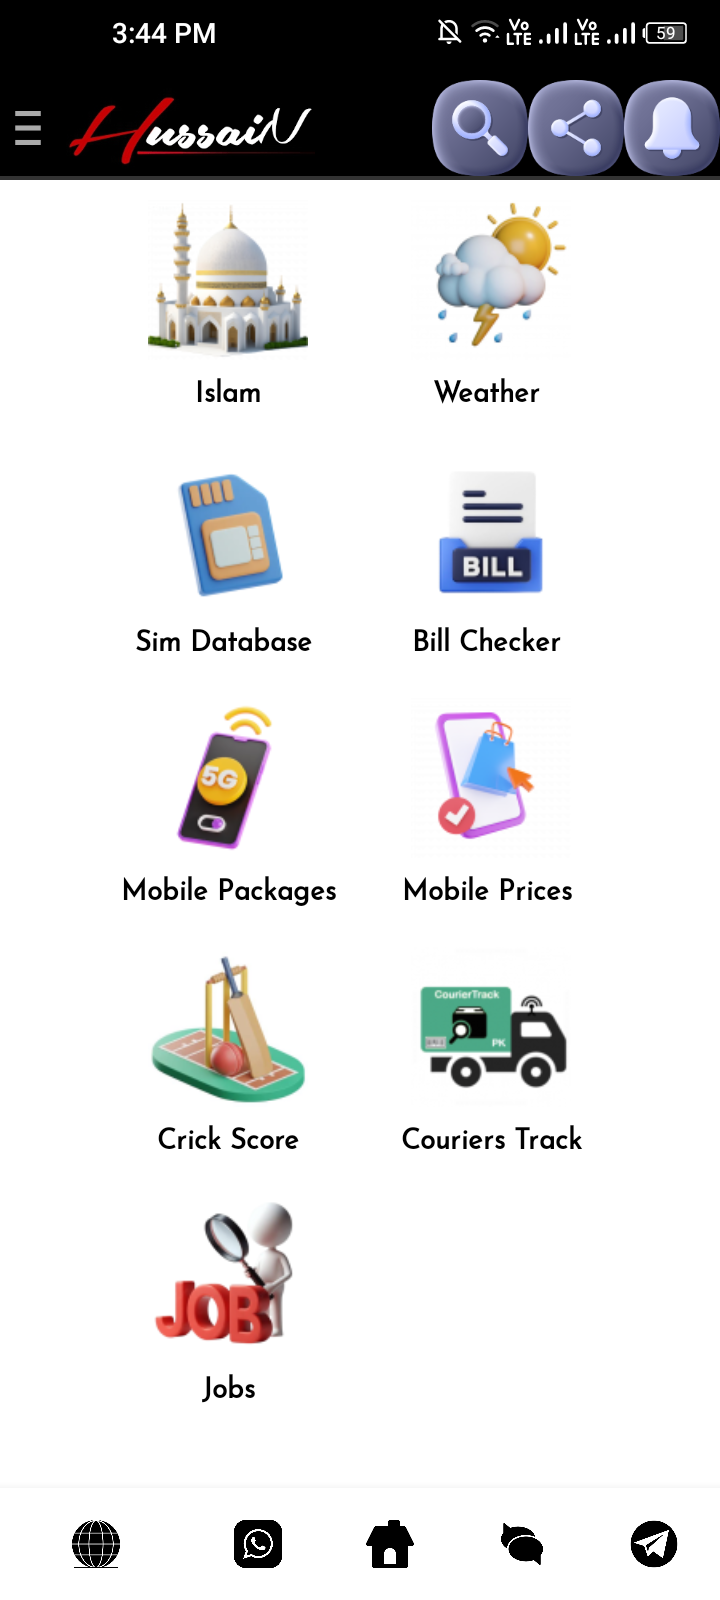 3:44 PM
Vo LTE
Vo LTE
59
HussaiN
Islam
Weather
BILL
Sim Database
Bill Checker
5G
Mobile Packages
Mobile Prices
CourierTrack
PK
Crick Score
Couriers Track
JOB
Jobs